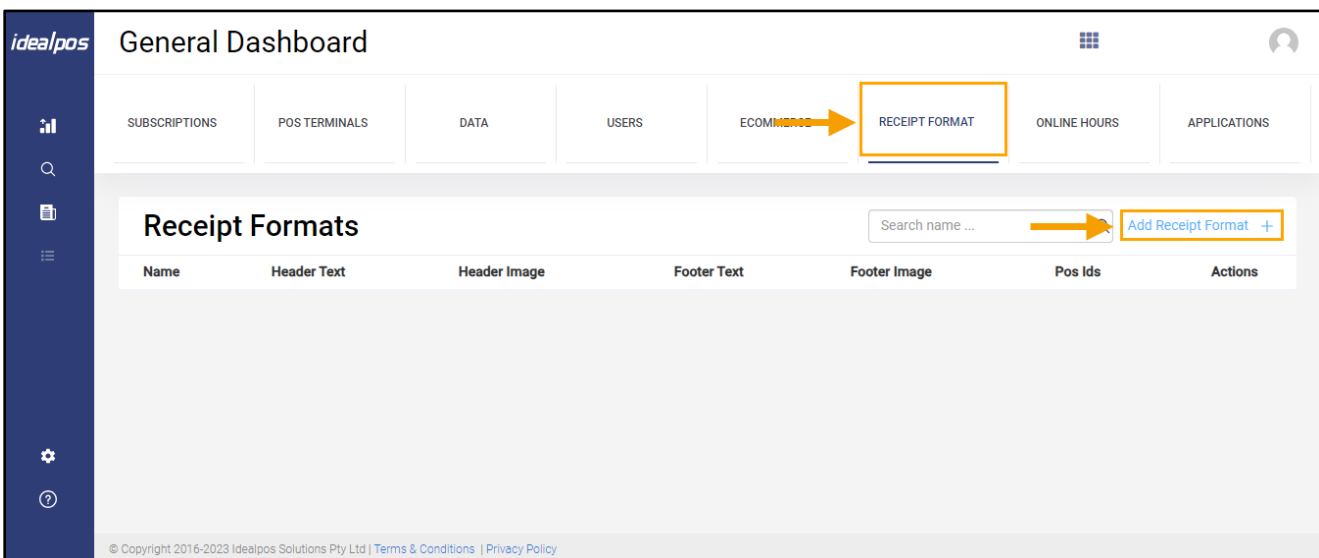 idealpos
General Dashboard
SUBSCRIPTIONS POS TERMINALS DATA USERS ECOMMERCE RECEIPT FORMAT ONLINE HOURS APPLICATIONS
Receipt Formats Search name ... Add Receipt Format +
Name Header Text Header Image Footer Text Footer Image Pos Ids Actions
© Copyright 2016-2023 Idealpos Solutions Pty Ltd | Terms & Conditions | Privacy Policy